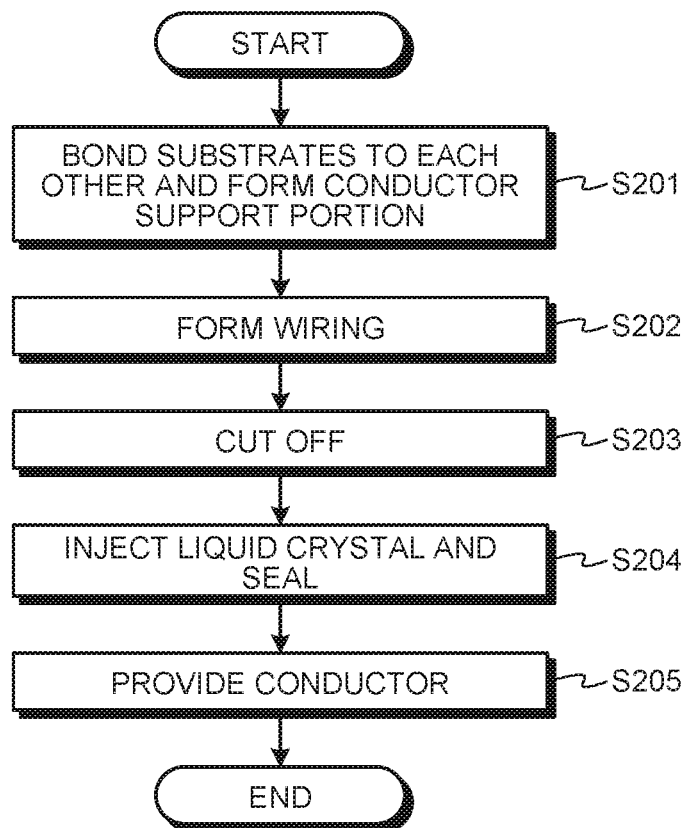 START
BOND SUBSTRATES TO EACH
OTHER AND FORM CONDUCTOR
SUPPORT PORTION
S201
FORM WIRING
S202
CUT OFF
S203
INJECT LIQUID CRYSTAL AND
SEAL
S204
PROVIDE CONDUCTOR
S205
END